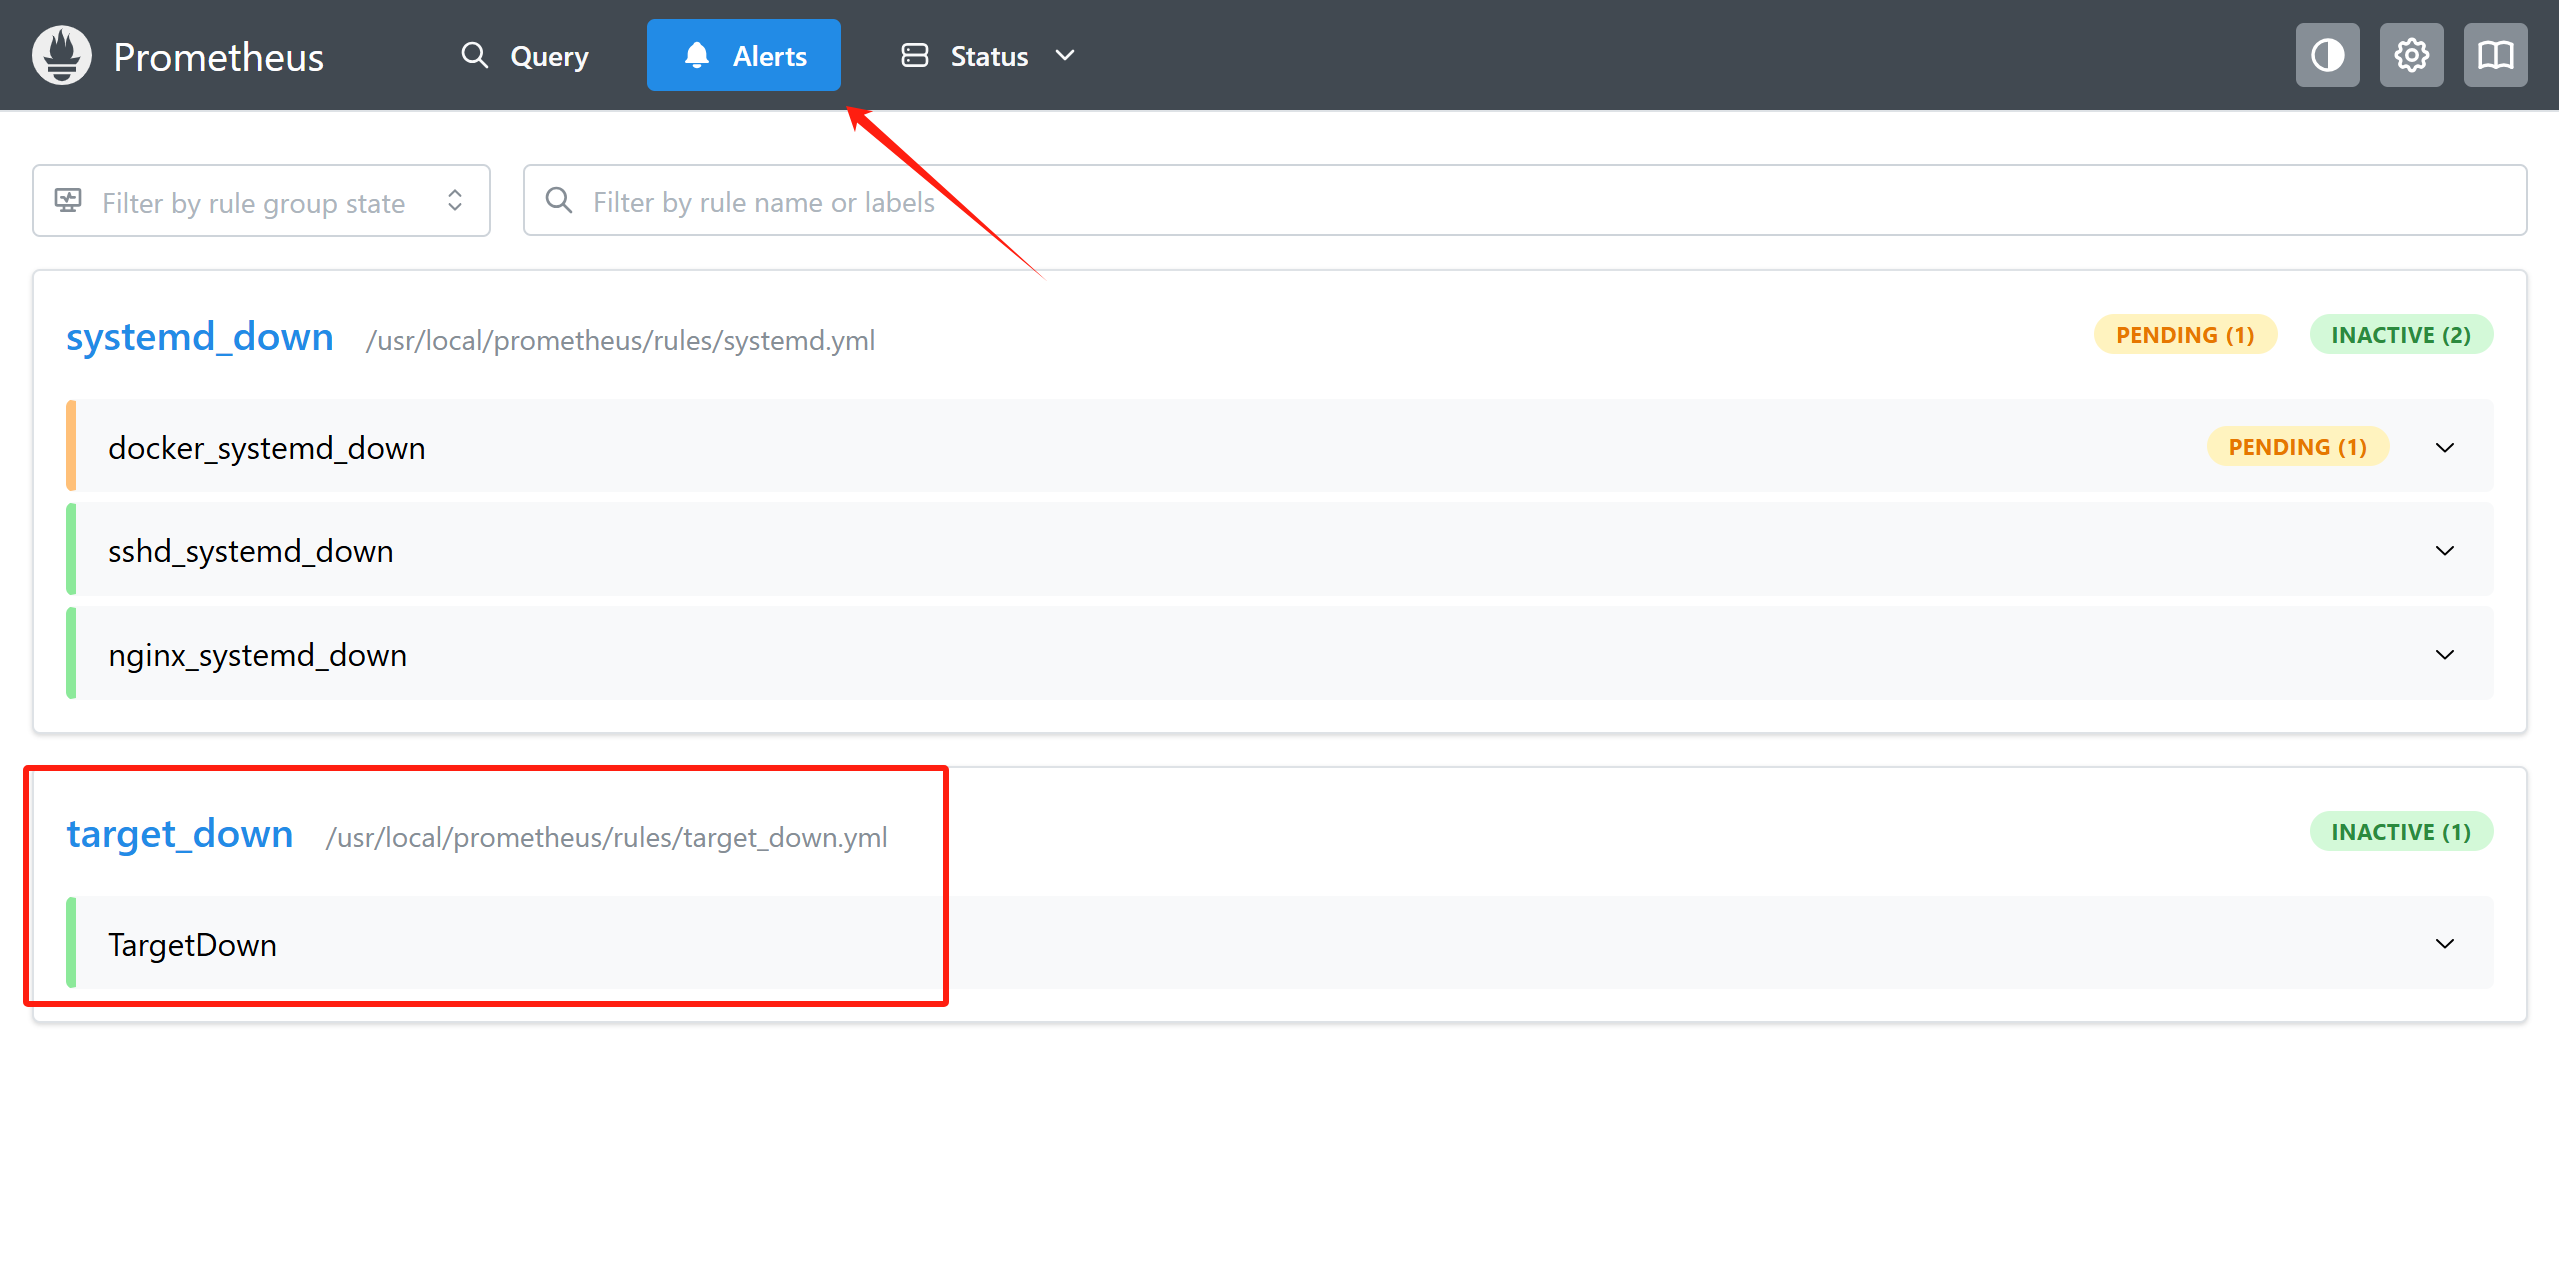 Prometheus
Query
Alerts
Status
Filter by rule group state
Filter by rule name or labels
systemd_down /usr/local/prometheus/rules/systemd.yml PENDING (1) INACTIVE (2)
docker_systemd_down PENDING (1)
sshd_systemd_down
nginx_systemd_down
target_down /usr/local/prometheus/rules/target_down.yml INACTIVE (1)
TargetDown